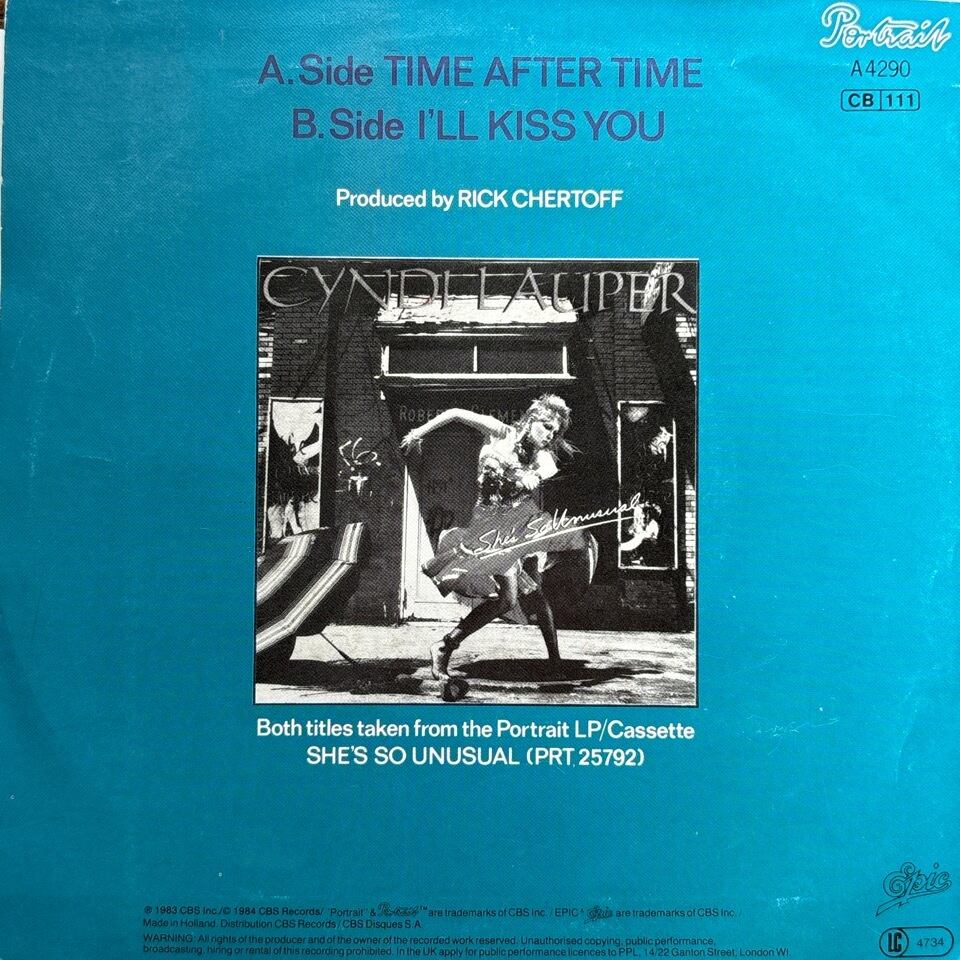 Portrait
A4290
CB 111
A.Side TIME AFTER TIME
B.Side I'LL KISS YOU
Produced by RICK CHERTOFF
CYNDI LAUPER
She's So Unusual
Both titles taken from the Portrait LP/Cassette
SHE'S SO UNUSUAL (PRT 25792)
Epic
℗ 1983 CBS Inc./© 1984 CBS Records/ "Portrait" & Portrait™ are trademarks of CBS Inc. / EPIC & Epic are trademarks of CBS Inc. /
Made in Holland. Distribution CBS Records / CBS Disques S.A.
WARNING: All rights of the producer and of the owner of the recorded work reserved. Unauthorised copying, public performance,
broadcasting, hiring or rental of this recording prohibited. In the UK apply for public performance licences to PPL, 14/22 Ganton Street, London WI.
LC 4734